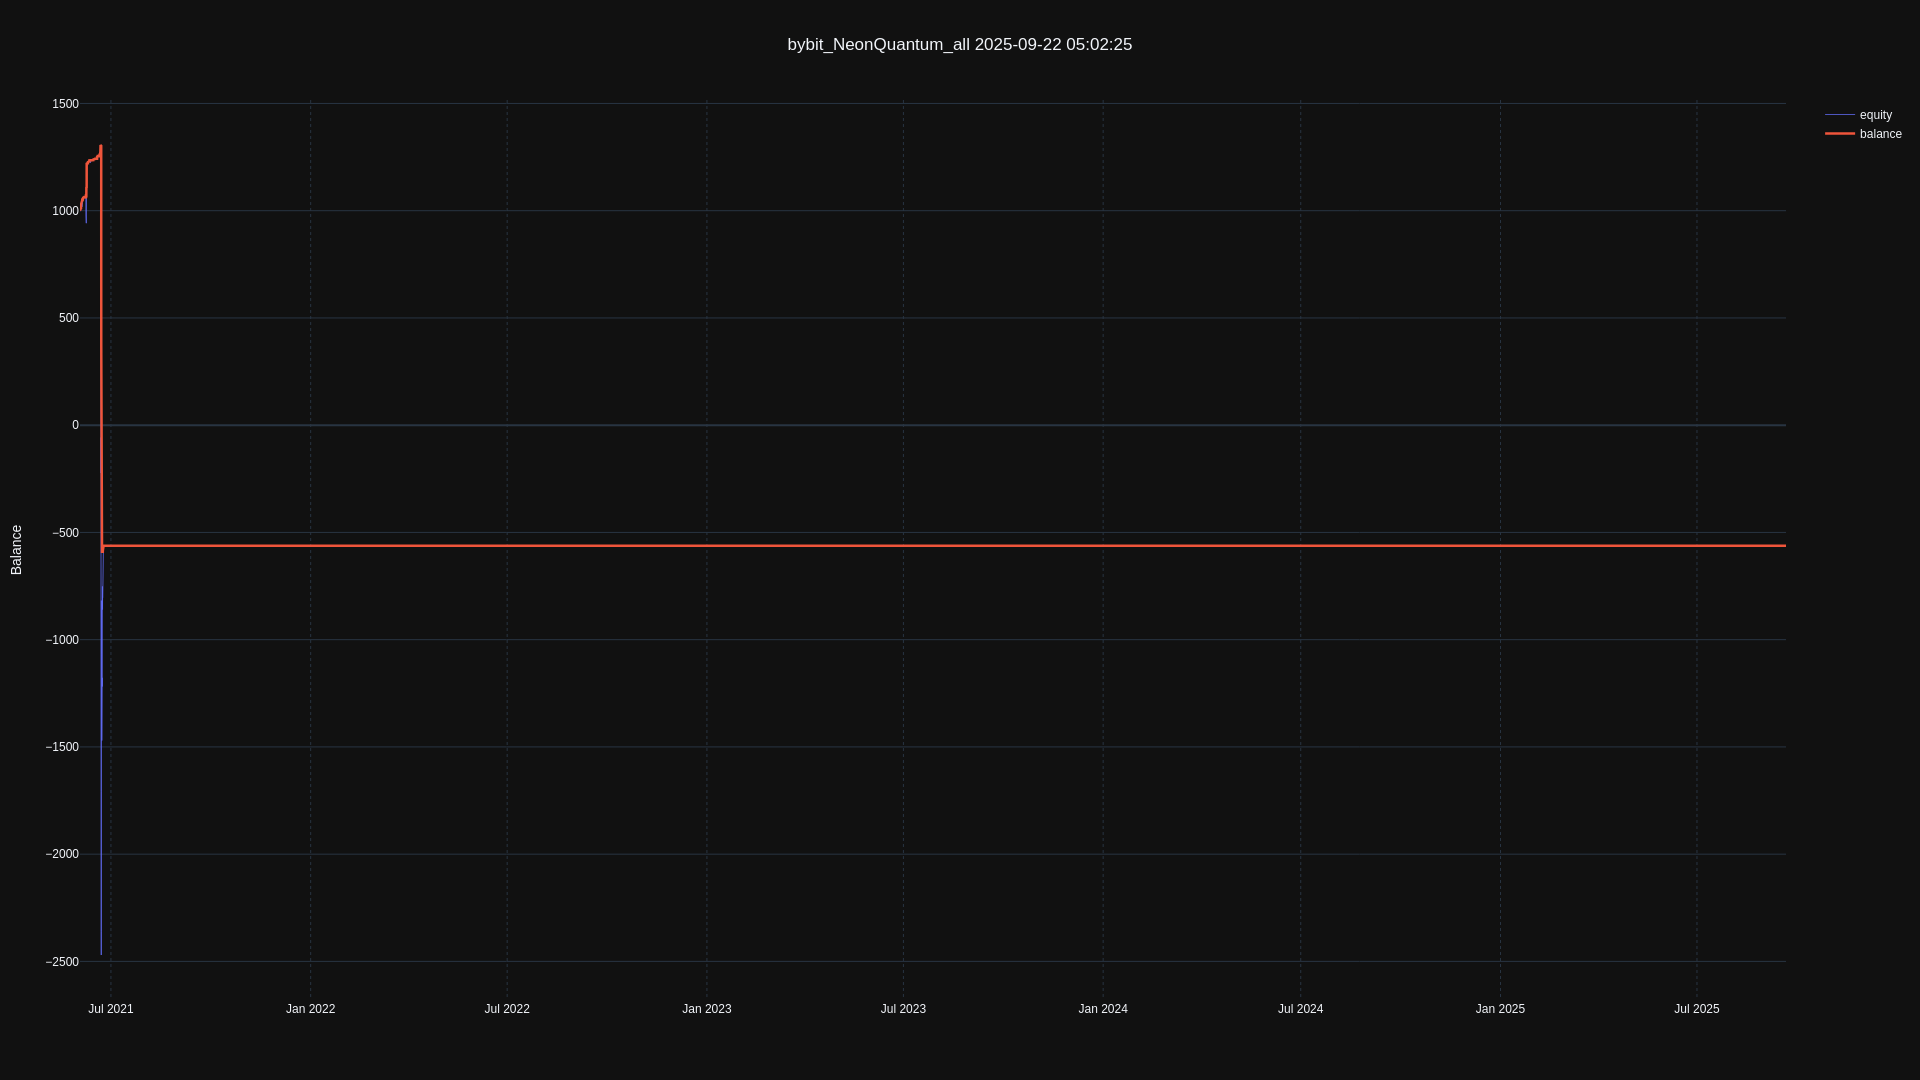 bybit_NeonQuantum_all 2025-09-22 05:02:25
equity
balance
1500
1000
500
0
−500
−1000
−1500
−2000
−2500
Balance
Jul 2021
Jan 2022
Jul 2022
Jan 2023
Jul 2023
Jan 2024
Jul 2024
Jan 2025
Jul 2025